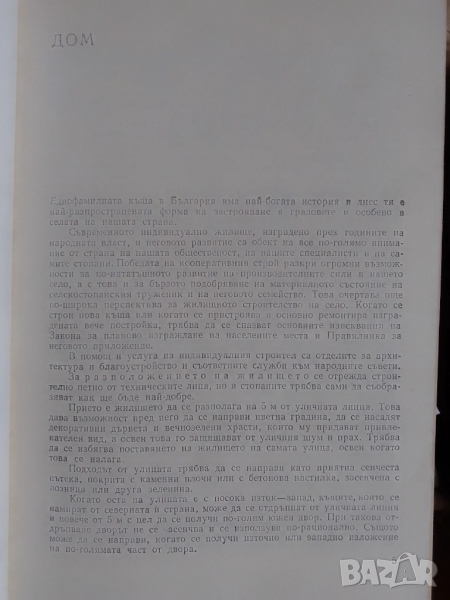 ДОМ
Еднофамилната къща в България има най-богата история и днес тя е
най-разпространената форма на застрояване в градовете и особено в
селата на нашата страна.
Съвременното индивидуално жилище, изградено през годините на
народната власт, и неговото развитие са обект на все по-голямо внима-
ние от страна на нашата общественост, на нашите специалисти и на са-
мите стопани. Победата на кооперативния строй разкри огромни възмож-
ности за по-нататъшното развитие на производителните сили в нашето
село, а с това и за бързото подобряване на материалното състояние на
селскостопанския труженик и на неговото семейство. Това очертава още
по-широка перспектива за жилищното строителство на село. Когато се
строи нова къща или когато се пристроява и основно ремонтира изгра-
дената вече постройка, трябва да се спазват основните изисквания на
Закона за планово изграждане на населените места и Правилника за
неговото приложение.
В помощ и услуга на индивидуалния строител са отделите за архи-
тектура и благоустройство и съответните служби към народните съвети.
За разположението на жилището се отрежда строи-
телно петно от техническите лица, но и стопаните трябва сами да съобра-
зяват как ще бъде най-добре.
Прието е жилището да се разполага на 5 м от уличната линия. Това
дава възможност пред него да се направи цветна градина, да се насадят
декоративни дървета и вечнозелени храсти, които му придават привле-
кателен вид, а освен това го защищават от уличния шум и прах. Трябва
да се избягва поставянето на жилището на самата улица, освен когато
това се налага.
Подходът от улицата трябва да се направи като приятна сенчеста
пътека, покрита с каменни плочи или с бетонова настилка, засенчена с
лозница или друга зеленина.
Когато оста на улицата е с посока изток—запад, къщите, които се
намират от северната ѝ страна, може да се отдръпнат от уличната линия
и повече от 5 м с цел да се получи по-голям южен двор. При такова от-
дръпване дворът не се засенчва и се използува по-рационално. Същото
може да се направи, когато се получи източно или западно изложение
на по-голямата част от двора.
BAZAR